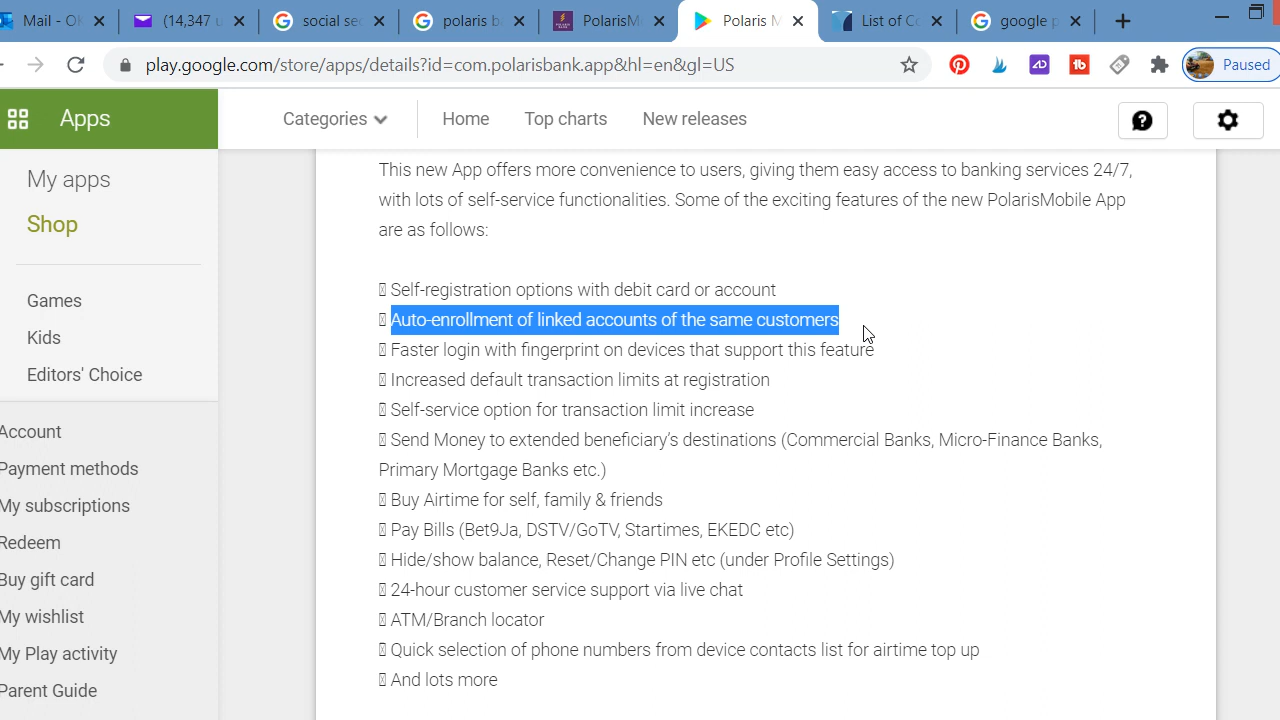 Mail - O
(14,347 u
social sec
polaris b
PolarisM
Polaris M
List of Co
google p
play.google.com/store/apps/details?id=com.polarisbank.app&hl=en&gl=US
Paused
Apps
Categories
Home
Top charts
New releases
My apps
Shop
Games
Kids
Editors' Choice
Account
Payment methods
My subscriptions
Redeem
Buy gift card
My wishlist
My Play activity
Parent Guide
This new App offers more convenience to users, giving them easy access to banking services 24/7,
with lots of self-service functionalities. Some of the exciting features of the new PolarisMobile App
are as follows:
Self-registration options with debit card or account
Auto-enrollment of linked accounts of the same customers
Faster login with fingerprint on devices that support this feature
Increased default transaction limits at registration
Self-service option for transaction limit increase
Send Money to extended beneficiary’s destinations (Commercial Banks, Micro-Finance Banks,
Primary Mortgage Banks etc.)
Buy Airtime for self, family & friends
Pay Bills (Bet9Ja, DSTV/GoTV, Startimes, EKEDC etc)
Hide/show balance, Reset/Change PIN etc (under Profile Settings)
24-hour customer service support via live chat
ATM/Branch locator
Quick selection of phone numbers from device contacts list for airtime top up
And lots more